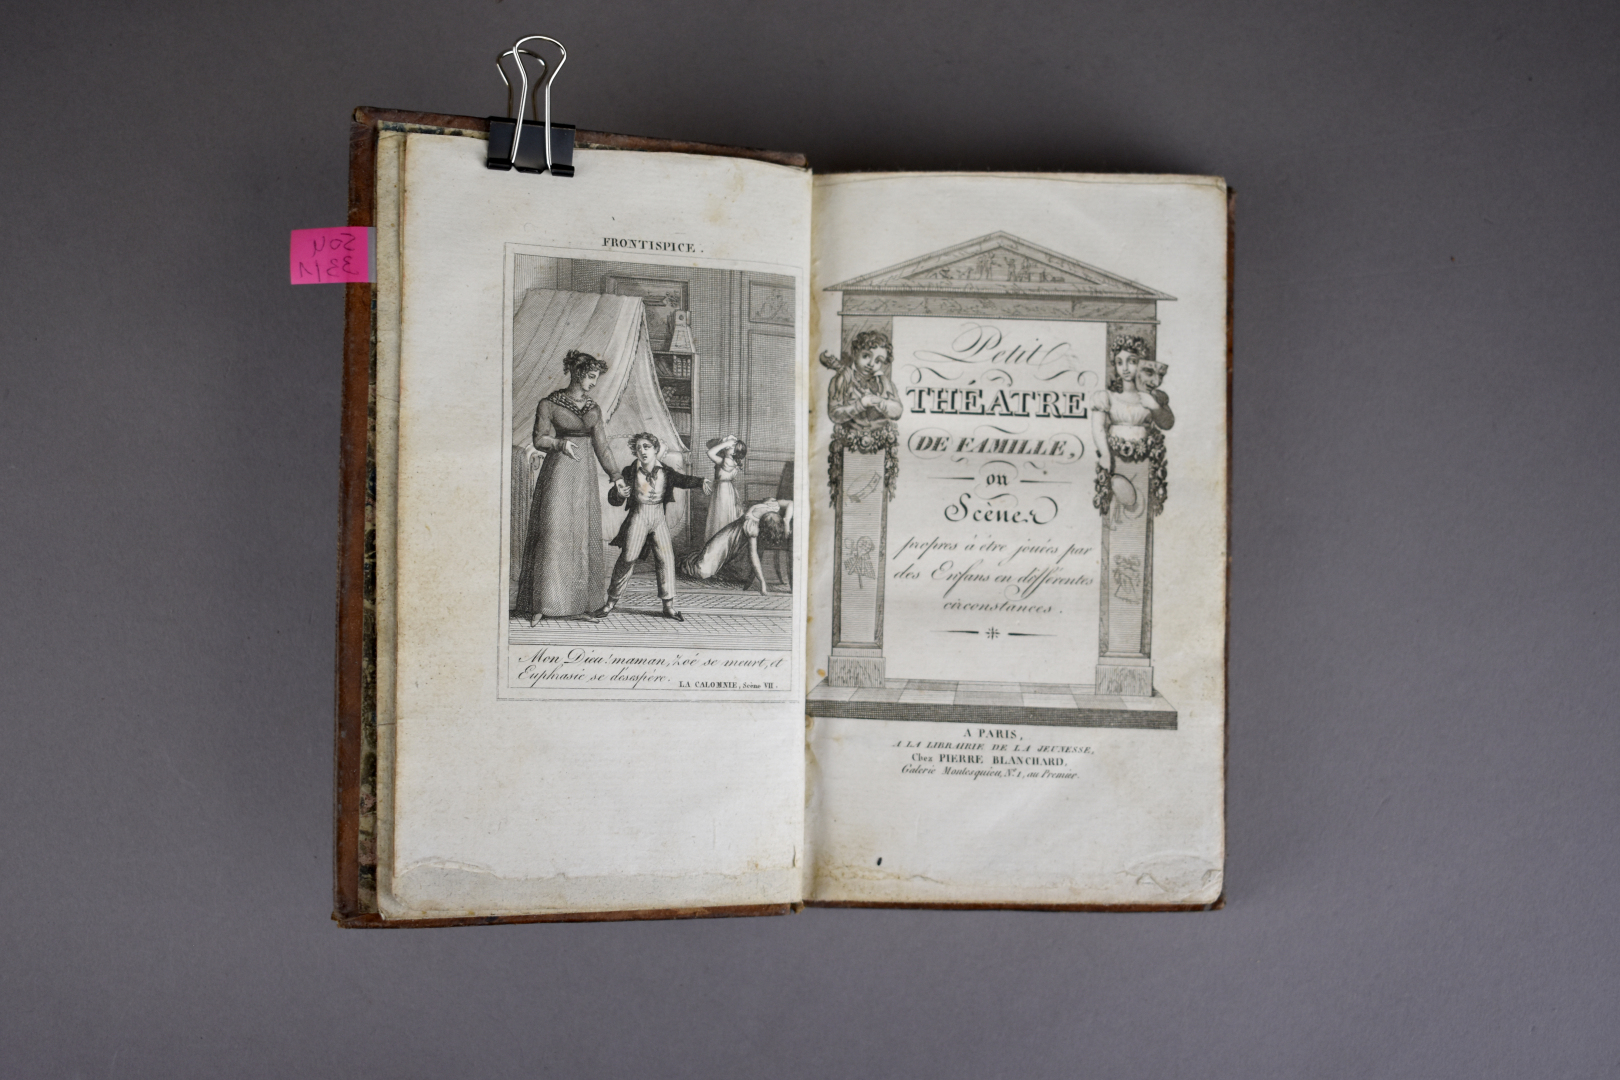 FRONTISPICE.
Mon Dieu! maman, Zoé se meurt, et
Euphrasie se désespère.
LA CALOMNIE, Scène VII.
Petit
THÉATRE
DE FAMILLE,
ou
Scènes
propres à être jouées par
des Enfans en différentes
circonstances.
A PARIS,
A LA LIBRAIRIE DE LA JEUNESSE,
Chez PIERRE BLANCHARD,
Galerie Montesquieu, N.º 1, au Premier.